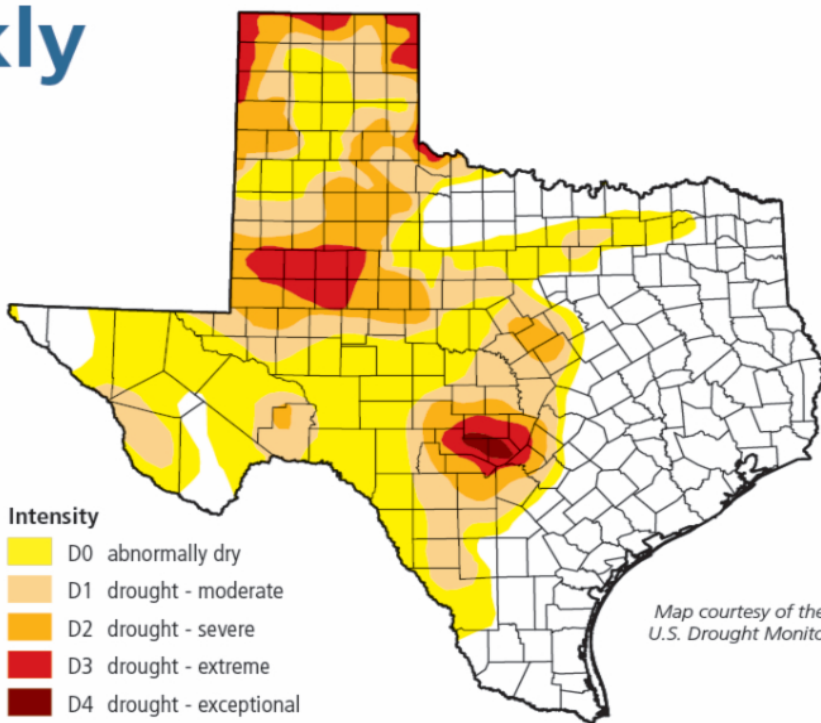 kly
Intensity
D0 abnormally dry
D1 drought - moderate
D2 drought - severe
D3 drought - extreme
D4 drought - exceptional
Map courtesy of the
U.S. Drought Monito